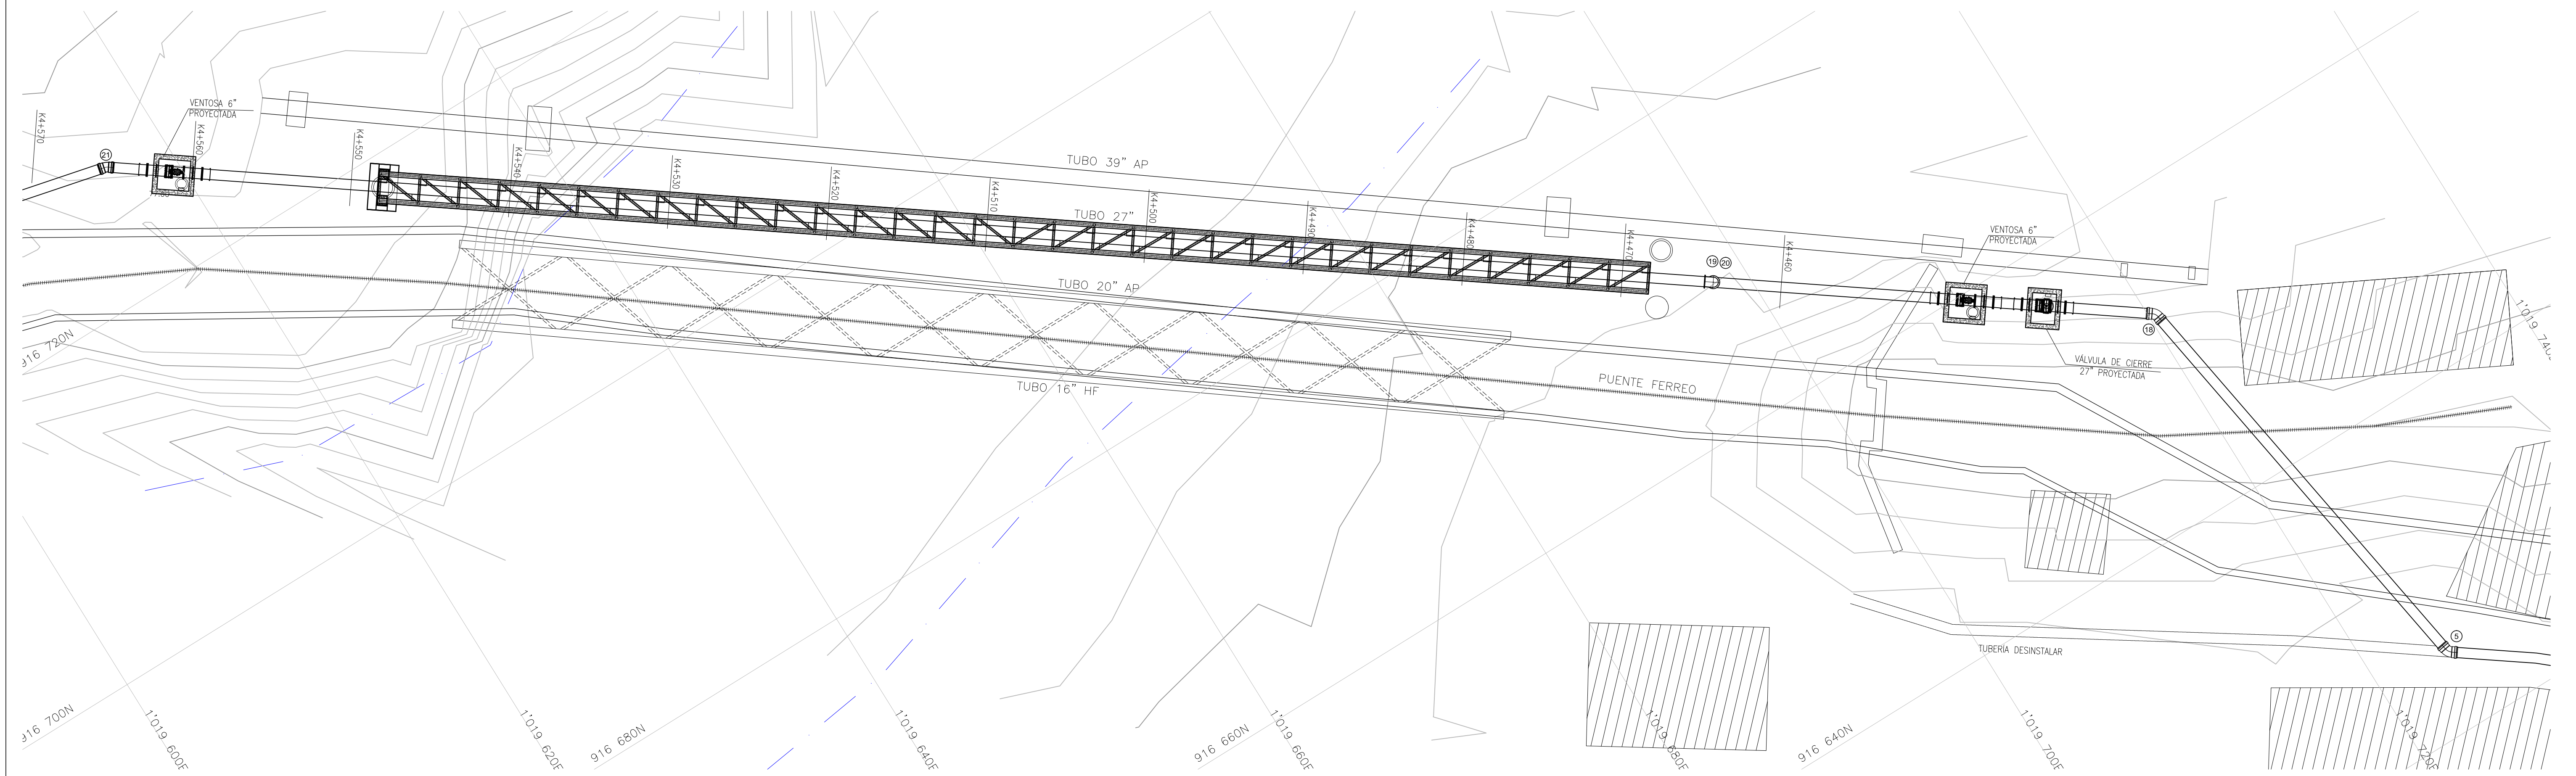 VENTOSA 6"
PROYECTADA
K4+570
K4+560
K4+550
K4+540
K4+530
K4+520
K4+510
K4+500
K4+490
K4+480
K4+470
K4+460
21
TUBO 39" AP
TUBO 27"
TUBO 20" AP
TUBO 16" HF
PUENTE FERREO
19
20
VENTOSA 6"
PROYECTADA
18
VÁLVULA DE CIERRE
27" PROYECTADA
5
TUBERÍA DESINSTALAR
916 720N
916 700N
916 680N
916 660N
916 640N
1'019 600E
1'019 620E
1'019 640E
1'019 660E
1'019 680E
1'019 700E
1'019 720E
1'019 740E